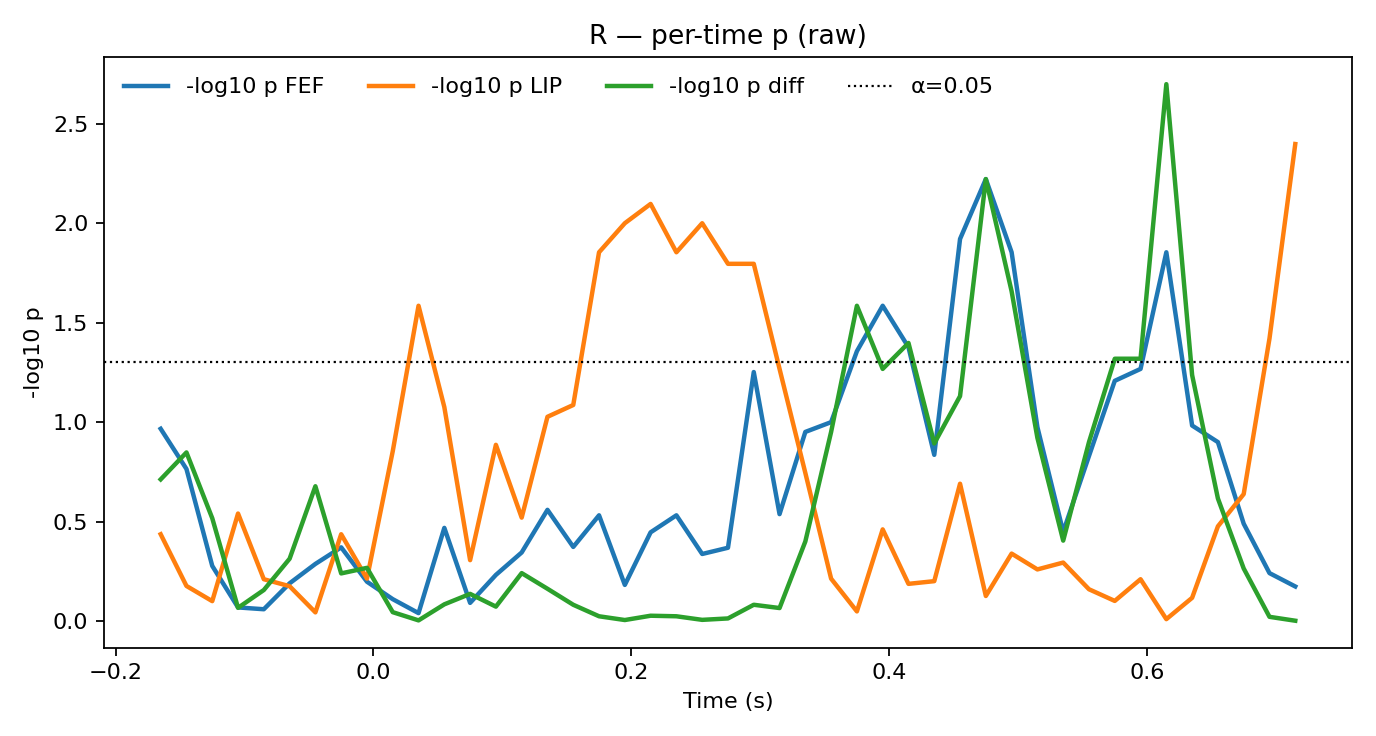 R — per-time p (raw)
-log10 p FEF -log10 p LIP -log10 p diff α=0.05
-log10 p
2.5
2.0
1.5
1.0
0.5
0.0
−0.2 0.0 0.2 0.4 0.6
Time (s)